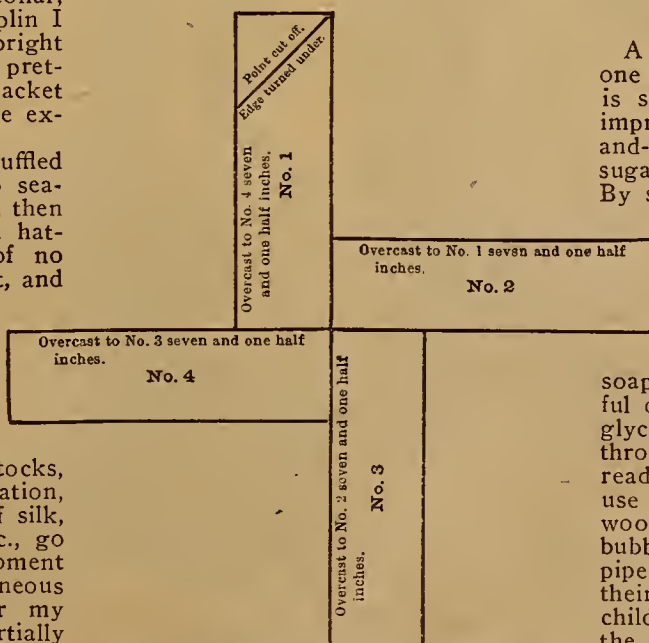 plin I
bright
pret-
acket
e ex-
uffled
sea-
then
hat-
of no
t, and
Point cut off.
Edge turned under.
Overcast to No. 4 seven
and one half inches.
No. 1
Overcast to No. 1 sevsn and one half
inches.
No. 2
Overcast to No. 3 seven and one half
inches.
No. 4
Overcast to No. 2 seven and one half
inches.
No. 3
tocks,
ation,
f silk,
c., go
oment
neous
r my
rtially
A
one
is s
impr
and-
suga
By s
soap
ful o
glyc
thro
read
use
woo
bubb
pipe
their
child
the